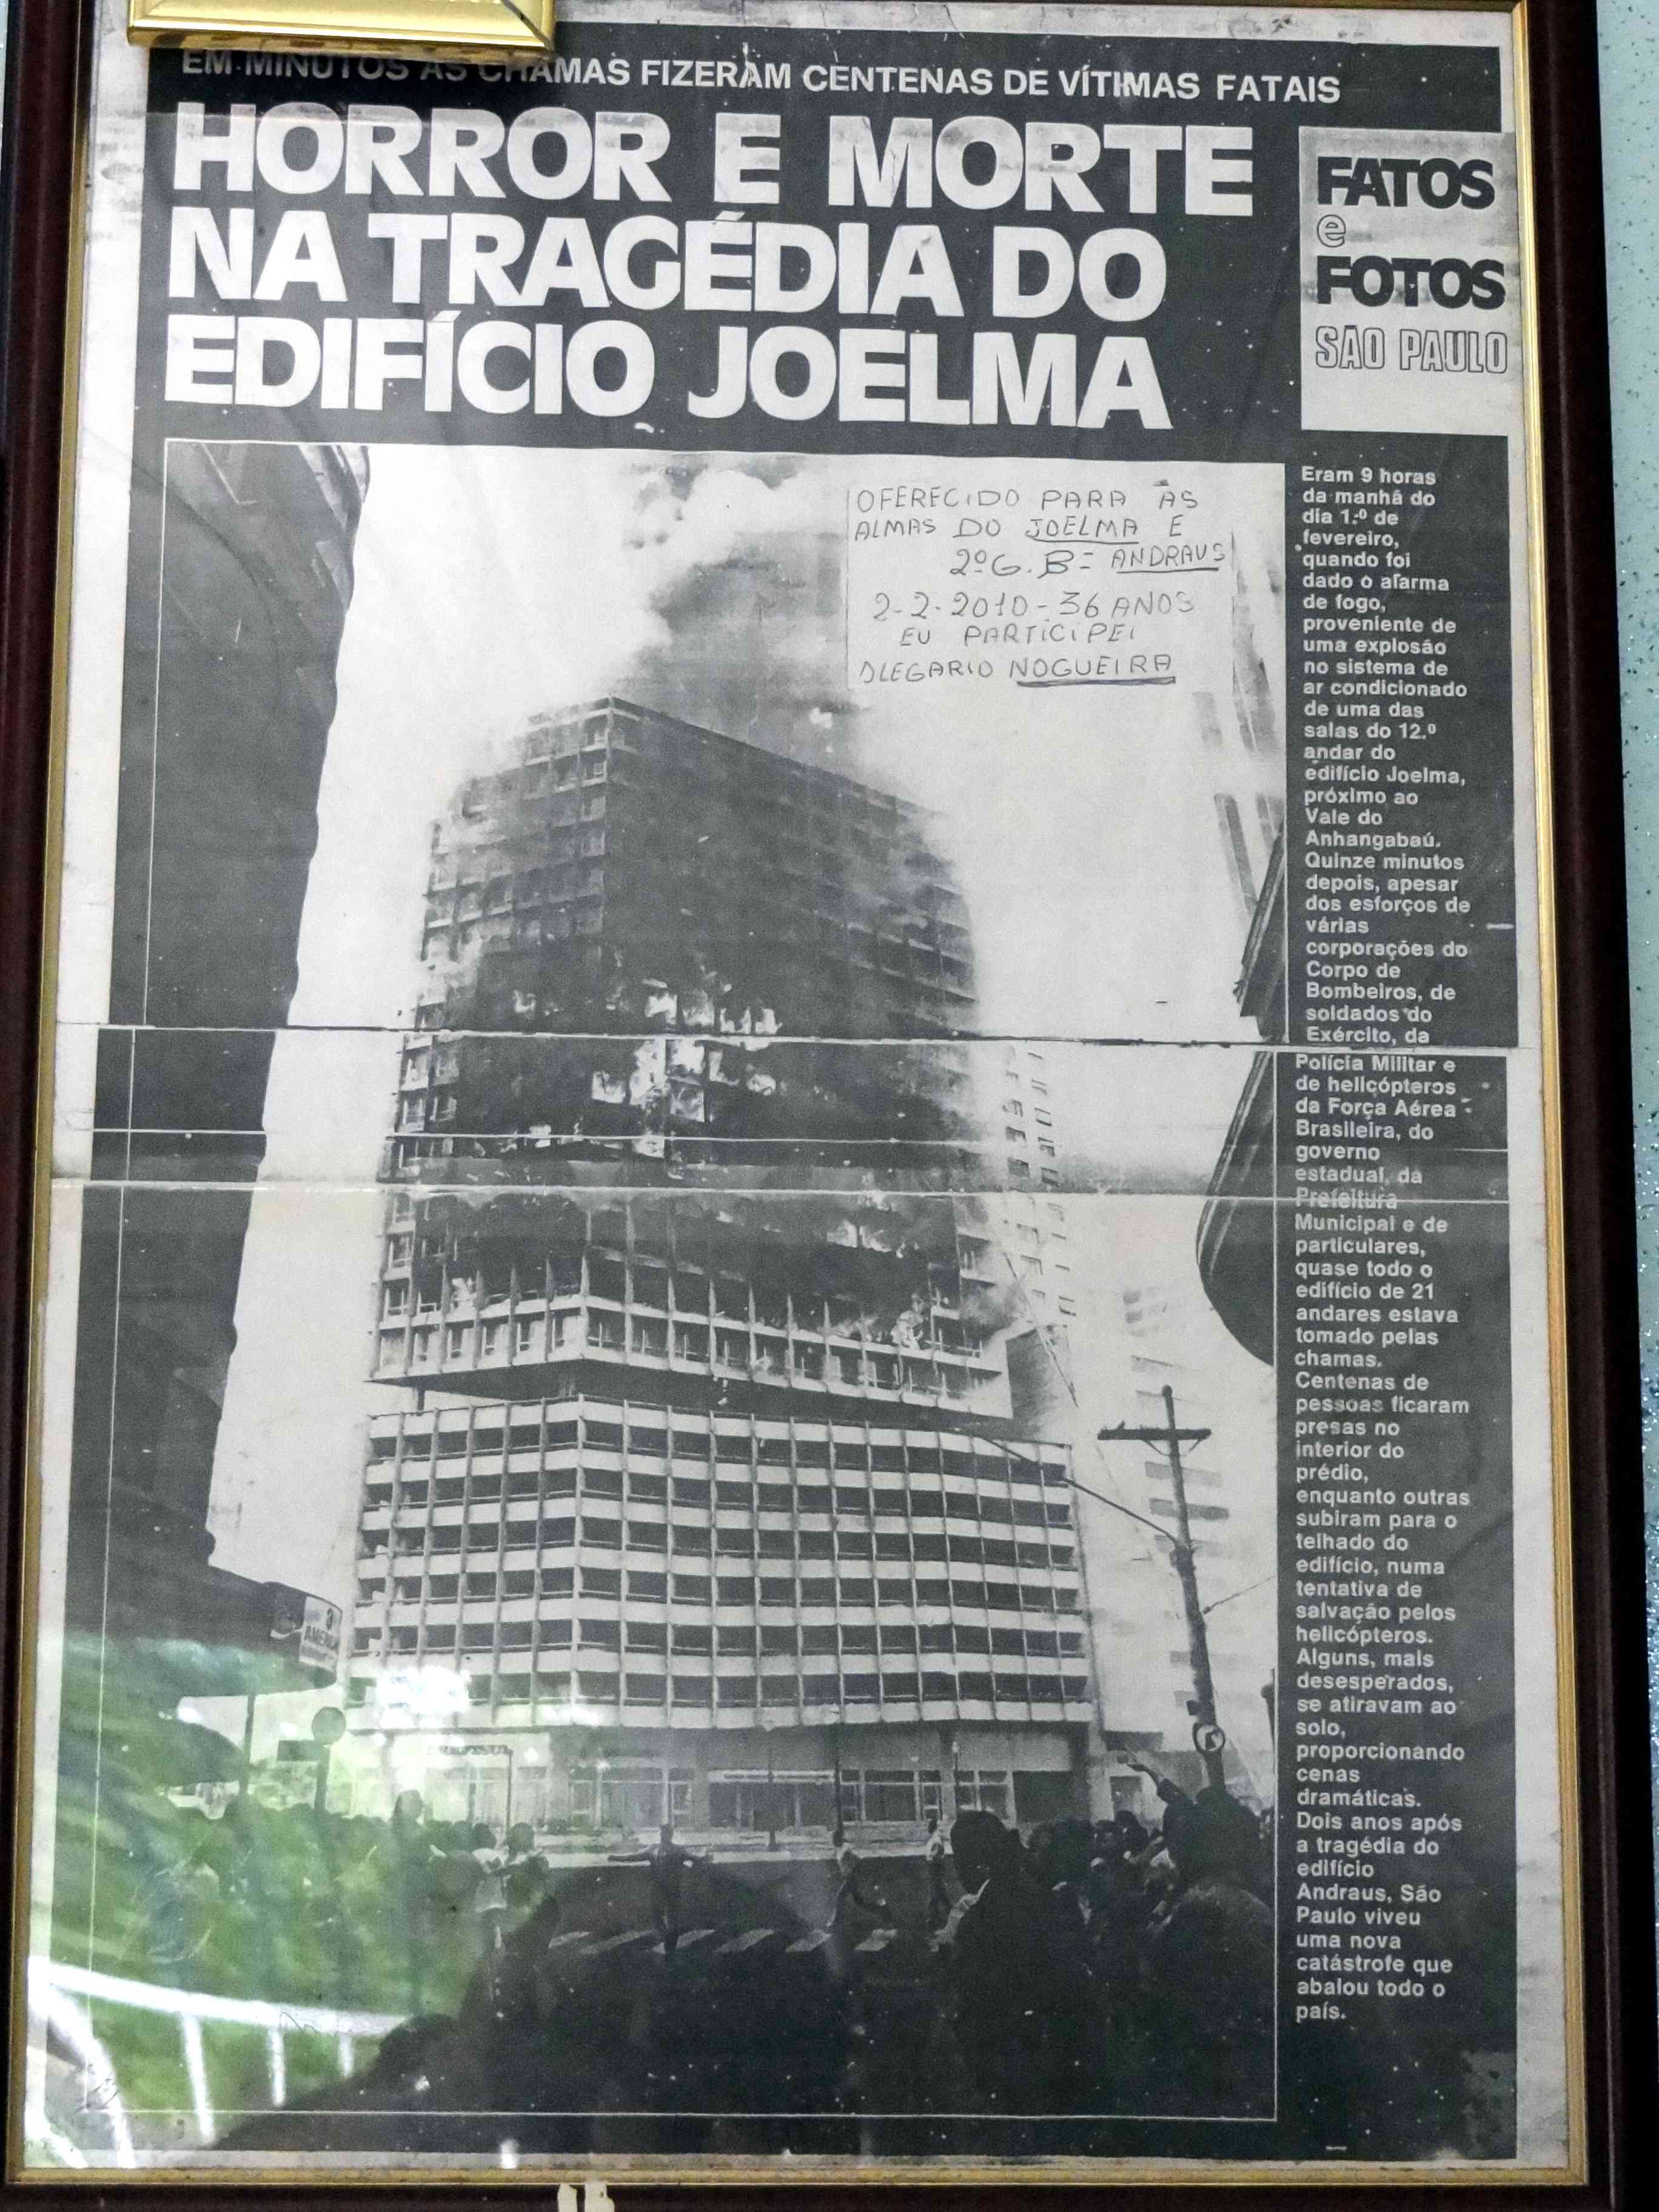 EM MINUTOS AS CHAMAS FIZERAM CENTENAS DE VÍTIMAS FATAIS
HORROR E MORTE
NA TRAGÉDIA DO
EDIFÍCIO JOELMA
FATOS
e
FOTOS
SAO PAULO
OFERECIDO PARA AS
ALMAS DO JOELMA E
2º G. B = ANDRAUS
2-2-2010 - 36 ANOS
EU PARTICIPEI
OLEGARIO NOGUEIRA
Eram 9 horas
da manhã do
dia 1.º de
fevereiro,
quando foi
dado o alarma
de fogo,
proveniente de
uma explosão
no sistema de
ar condicionado
de uma das
salas do 12.º
andar do
edifício Joelma,
próximo ao
Vale do
Anhangabaú.
Quinze minutos
depois, apesar
dos esforços de
várias
corporações do
Corpo de
Bombeiros, de
soldados do
Exército, da
Polícia Militar e
de helicópteros
da Força Aérea
Brasileira, do
governo
estadual, da
Prefeitura
Municipal e de
particulares,
quase todo o
edifício de 21
andares estava
tomado pelas
chamas.
Centenas de
pessoas ficaram
presas no
interior do
prédio,
enquanto outras
subiram para o
telhado do
edifício, numa
tentativa de
salvação pelos
helicópteros.
Alguns, mais
desesperados,
se atiravam ao
solo,
proporcionando
cenas
dramáticas.
Dois anos após
a tragédia do
edifício
Andraus, São
Paulo viveu
uma nova
catástrofe que
abalou todo o
país.